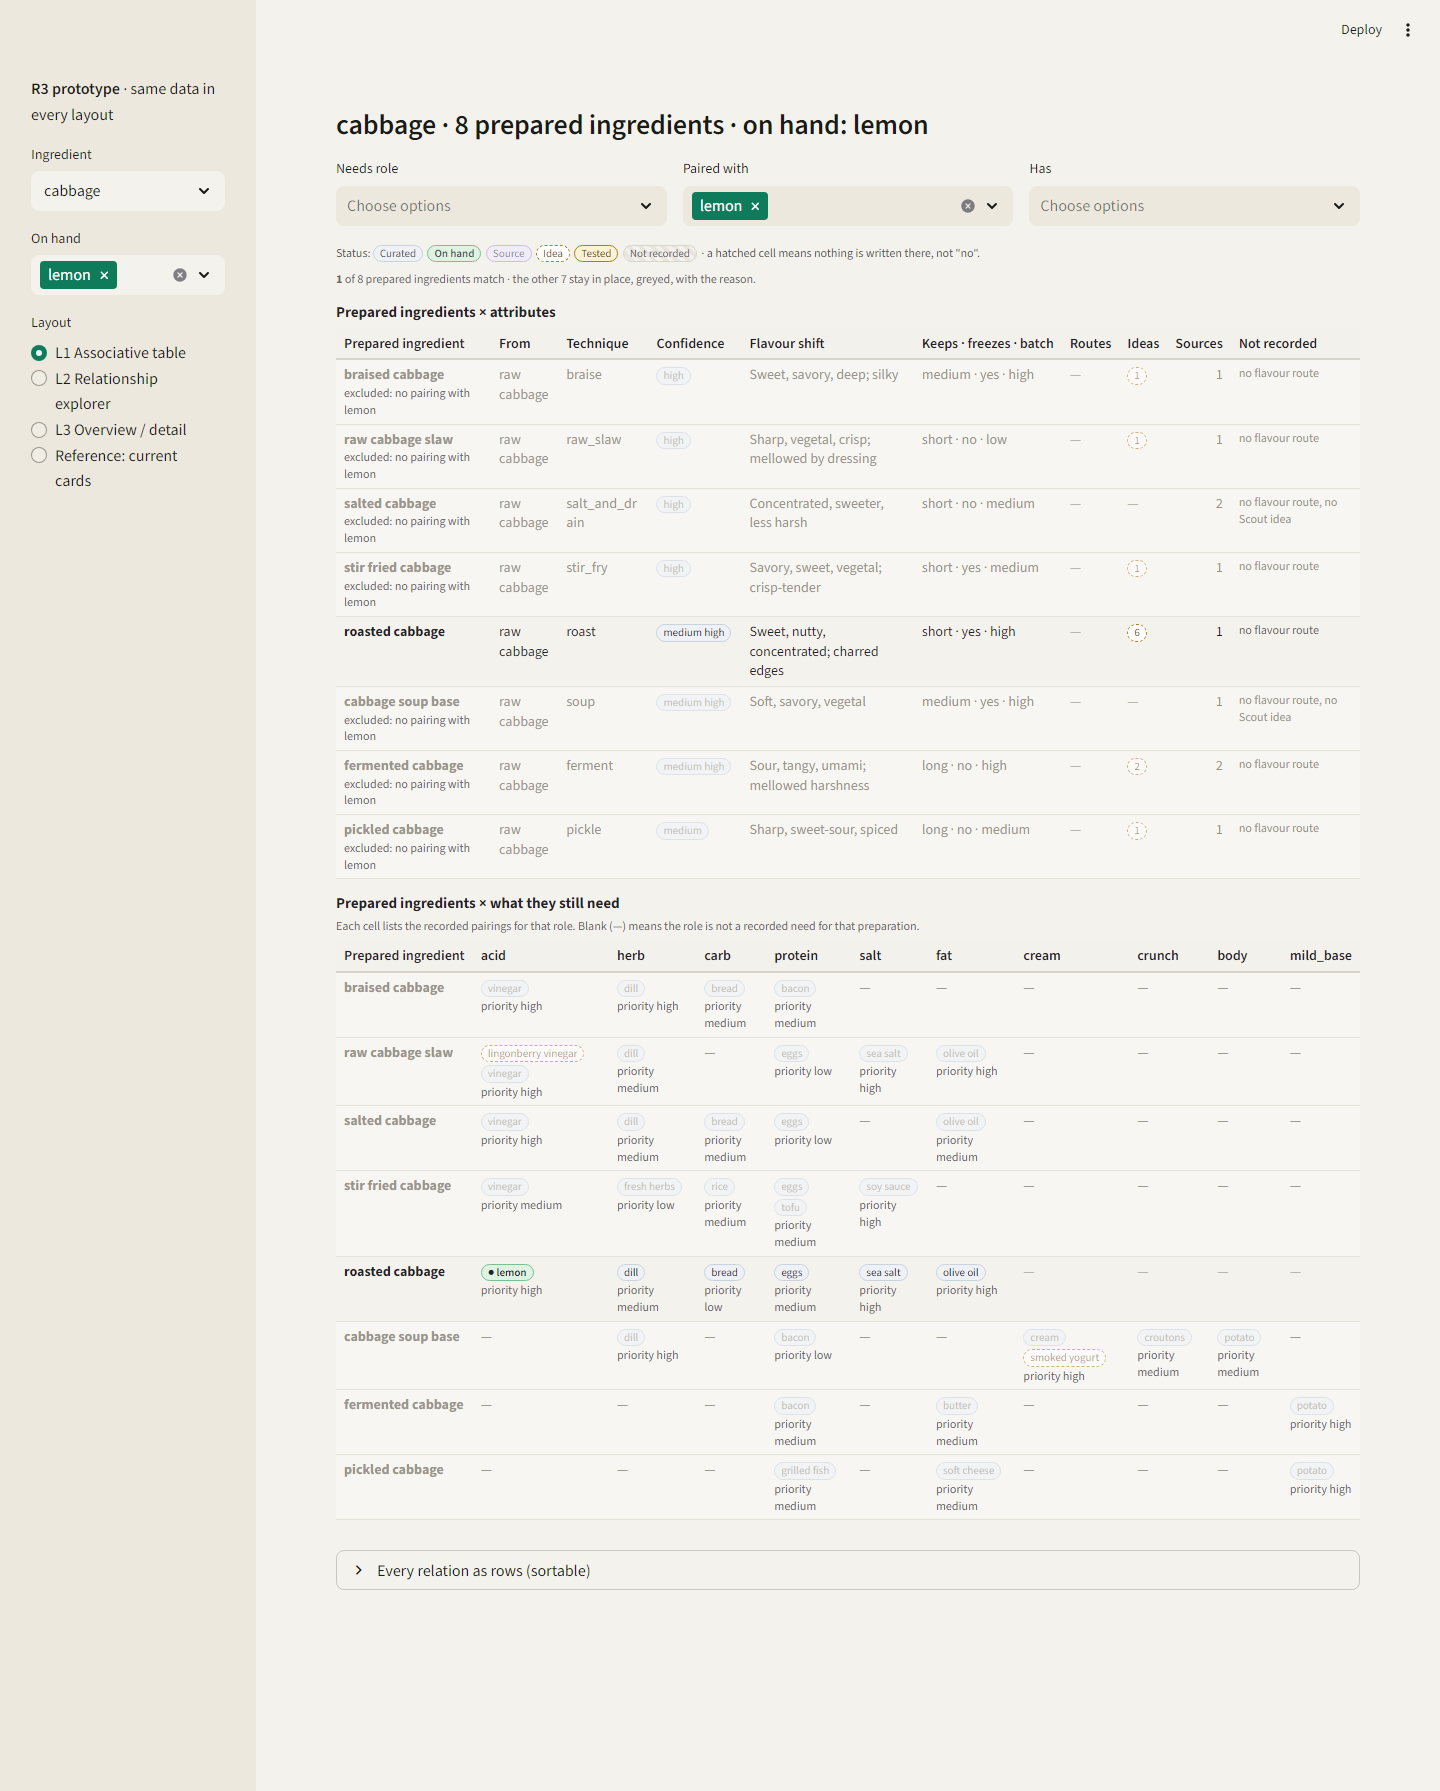 Deploy
R3 prototype · same data in
every layout
Ingredient
cabbage
On hand
lemon ×
Layout
L1 Associative table
L2 Relationship
explorer
L3 Overview / detail
Reference: current
cards
cabbage · 8 prepared ingredients · on hand: lemon
Needs role Paired with Has
Choose options lemon × Choose options
Status: Curated On hand Source Idea Tested Not recorded · a hatched cell means nothing is written there, not "no".
1 of 8 prepared ingredients match · the other 7 stay in place, greyed, with the reason.
Prepared ingredients × attributes
Prepared ingredient From Technique Confidence Flavour shift Keeps · freezes · batch Routes Ideas Sources Not recorded
braised cabbage raw braise high Sweet, savory, deep; silky medium · yes · high — 1 1 no flavour route
excluded: no pairing with cabbage
lemon
raw cabbage slaw raw raw_slaw high Sharp, vegetal, crisp; short · no · low — 1 1 no flavour route
excluded: no pairing with cabbage mellowed by dressing
lemon
salted cabbage raw salt_and_dr high Concentrated, sweeter, short · no · medium — — 2 no flavour route, no
excluded: no pairing with cabbage ain less harsh Scout idea
lemon
stir fried cabbage raw stir_fry high Savory, sweet, vegetal; short · yes · medium — 1 1 no flavour route
excluded: no pairing with cabbage crisp-tender
lemon
roasted cabbage raw roast medium high Sweet, nutty, short · yes · high — 6 1 no flavour route
cabbage concentrated; charred
edges
cabbage soup base raw soup medium high Soft, savory, vegetal medium · yes · high — — 1 no flavour route, no
excluded: no pairing with cabbage Scout idea
lemon
fermented cabbage raw ferment medium high Sour, tangy, umami; long · no · high — 2 2 no flavour route
excluded: no pairing with cabbage mellowed harshness
lemon
pickled cabbage raw pickle medium Sharp, sweet-sour, spiced long · no · medium — 1 1 no flavour route
excluded: no pairing with cabbage
lemon
Prepared ingredients × what they still need
Each cell lists the recorded pairings for that role. Blank (—) means the role is not a recorded need for that preparation.
Prepared ingredient acid herb carb protein salt fat cream crunch body mild_base
braised cabbage vinegar dill bread bacon — — — — — —
priority high priority high priority priority
medium medium
raw cabbage slaw lingonberry vinegar dill — eggs sea salt olive oil — — — —
vinegar priority priority low priority priority high
priority high medium high
salted cabbage vinegar dill bread eggs — olive oil — — — —
priority high priority priority priority low priority
medium medium medium
stir fried cabbage vinegar fresh herbs rice eggs soy sauce — — — — —
priority medium priority low priority tofu priority
medium priority high
medium
roasted cabbage • lemon dill bread eggs sea salt olive oil — — — —
priority high priority priority priority priority priority high
medium low medium high
cabbage soup base — dill — bacon — — cream croutons potato —
priority high priority low smoked yogurt priority priority
priority high medium medium
fermented cabbage — — — bacon — butter — — — potato
priority priority priority high
medium medium
pickled cabbage — — — grilled fish — soft cheese — — — potato
priority priority priority high
medium medium
Every relation as rows (sortable)